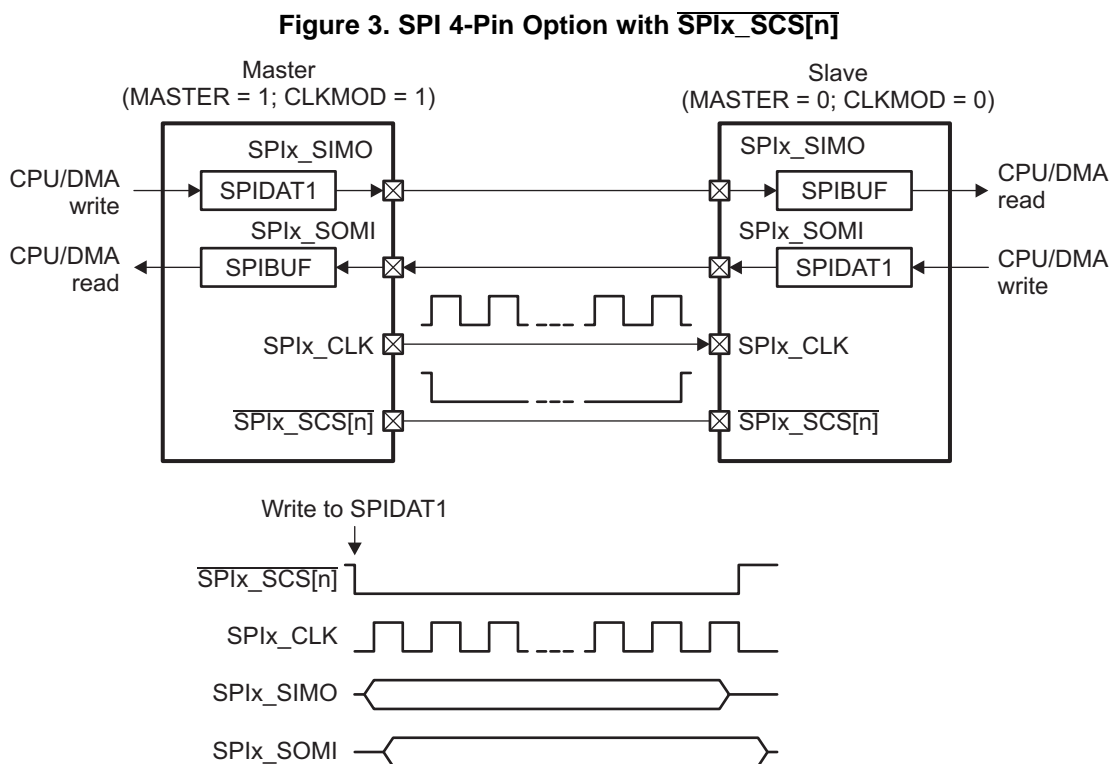 Figure 3. SPI 4-Pin Option with SPIx_SCS[n]
Master
(MASTER = 1; CLKMOD = 1)
Slave
(MASTER = 0; CLKMOD = 0)
SPIx_SIMO
SPIx_SIMO
CPU/DMA
write
SPIDAT1
SPIBUF
CPU/DMA
read
SPIx_SOMI
SPIx_SOMI
CPU/DMA
read
SPIBUF
SPIDAT1
CPU/DMA
write
SPIx_CLK
SPIx_CLK
SPIx_SCS[n]
SPIx_SCS[n]
Write to SPIDAT1
SPIx_SCS[n]
SPIx_CLK
SPIx_SIMO
SPIx_SOMI